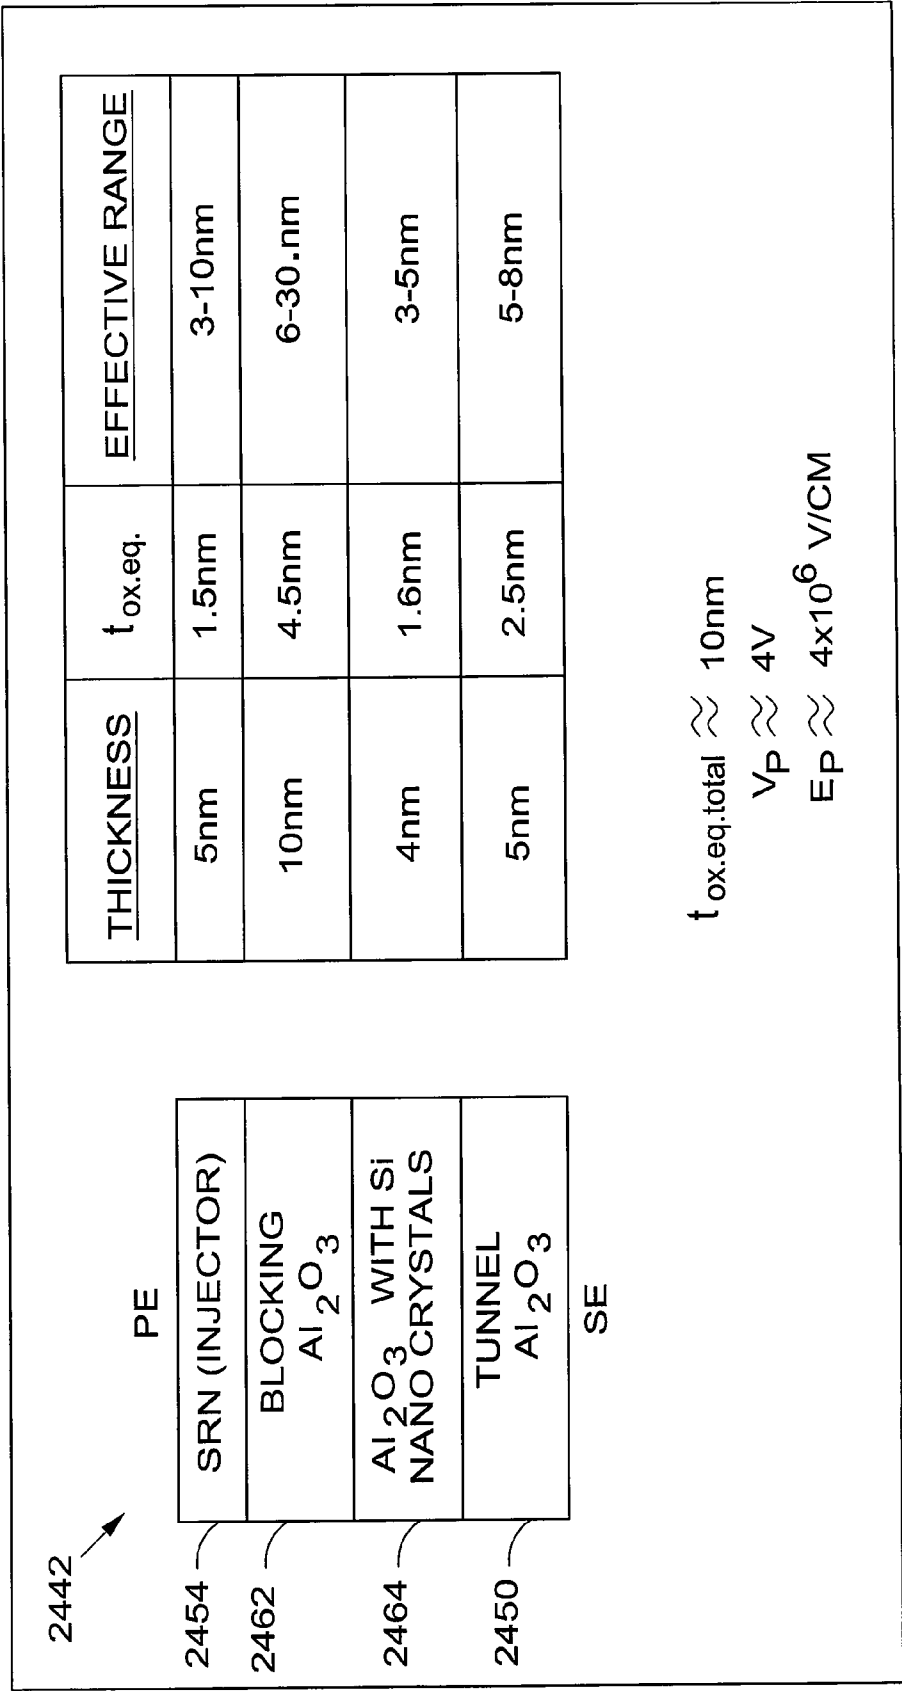 2442
PE
2454
SRN (INJECTOR)
2462
BLOCKING
Al2O3
2464
Al2O3 WITH Si
NANO CRYSTALS
2450
TUNNEL
Al2O3
SE
THICKNESS tox.eq. EFFECTIVE RANGE
5nm 1.5nm 3-10nm
10nm 4.5nm 6-30.nm
4nm 1.6nm 3-5nm
5nm 2.5nm 5-8nm
tox.eq.total ≈ 10nm
VP ≈ 4V
EP ≈ 4x10⁶ V/CM